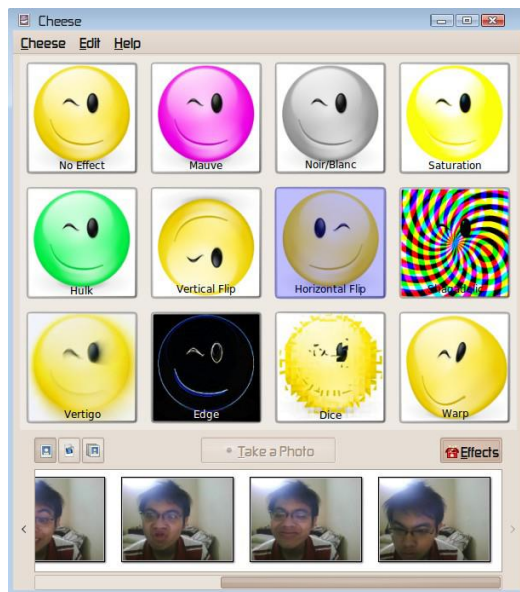 Cheese
Cheese Edit Help
No Effect
Mauve
Noir/Blanc
Saturation
Hulk
Vertical Flip
Horizontal Flip
Shagadelic
Vertigo
Edge
Dice
Warp
Take a Photo
Effects